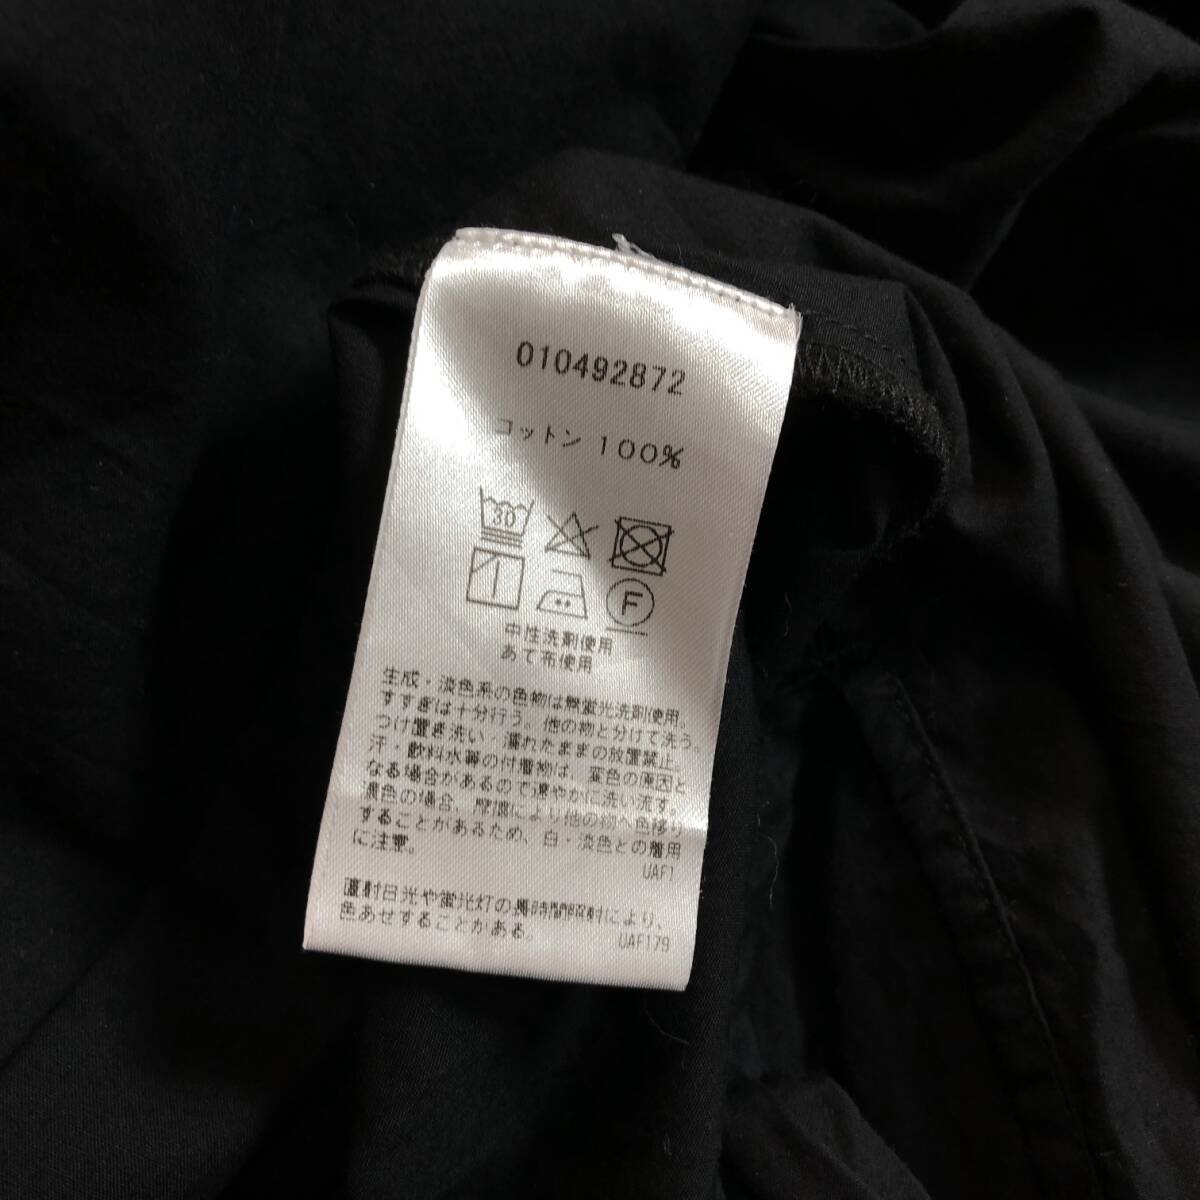 010492872
コットン 100%
30
F
中性洗剤使用
あて布使用
生成・淡色系の色物は無蛍光洗剤使用。
すすぎは十分行う。他の物と分けて洗う。
つけ置き洗い・濡れたままの放置禁止。
汗・飲料水等の付着物は、変色の原因と
なる場合があるので速やかに洗い流す。
濃色の場合、摩擦により他の物へ色移り
することがあるため、白・淡色との着用
に注意。
UAF1
直射日光や蛍光灯の長時間照射により、
色あせすることがある。
UAF179